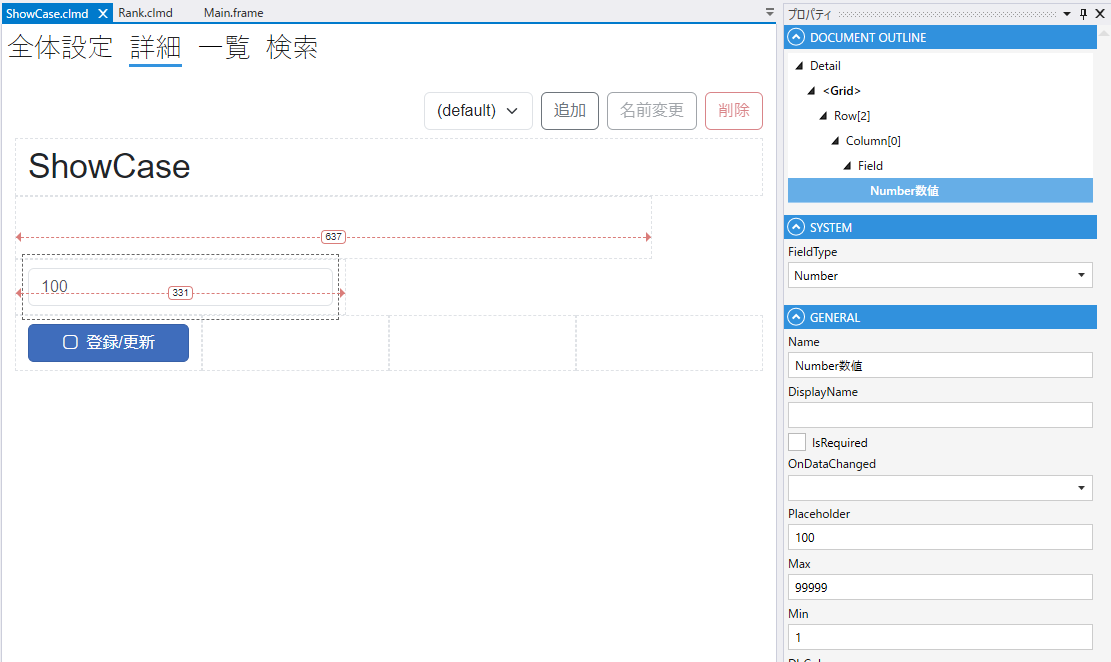 ShowCase.clmd
Rank.clmd
Main.frame
全体設定 詳細 一覧 検索
(default)
追加
名前変更
削除
ShowCase
637
100
331
登録/更新
プロパティ
DOCUMENT OUTLINE
Detail
<Grid>
Row[2]
Column[0]
Field
Number数値
SYSTEM
FieldType
Number
GENERAL
Name
Number数値
DisplayName
IsRequired
OnDataChanged
Placeholder
100
Max
99999
Min
1